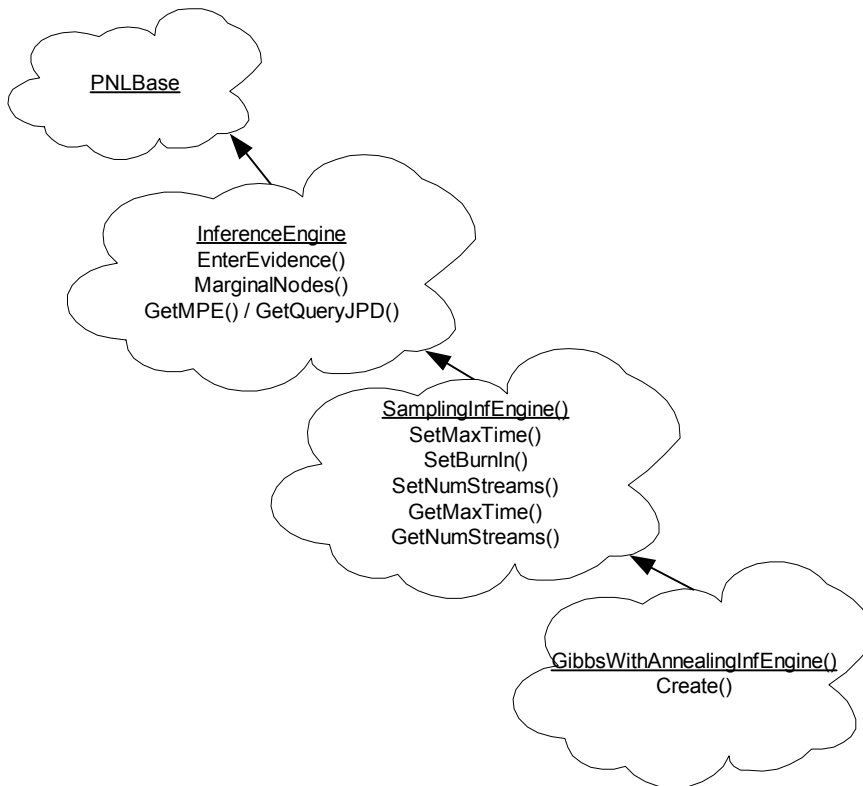 PNLBase
InferenceEngine
EnterEvidence()
MarginalNodes()
GetMPE() / GetQueryJPD()
SamplingInfEngine()
SetMaxTime()
SetBurnIn()
SetNumStreams()
GetMaxTime()
GetNumStreams()
GibbsWithAnnealingInfEngine()
Create()